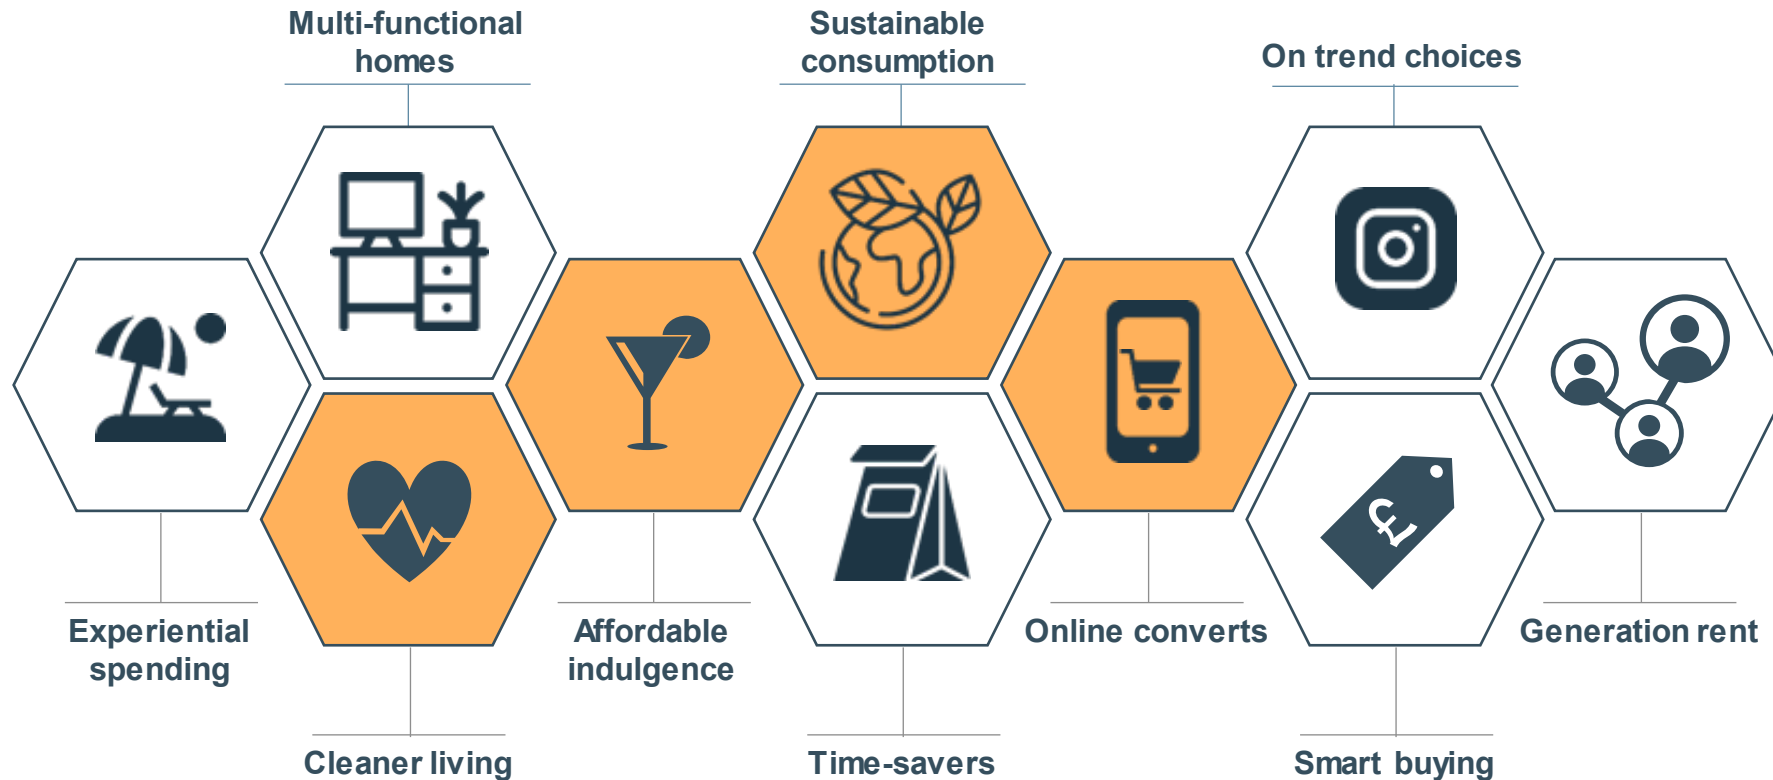 Multi-functional
homes
Sustainable
consumption
On trend choices
£
Experiential
spending
Affordable
indulgence
Online converts
Generation rent
Cleaner living
Time-savers
Smart buying